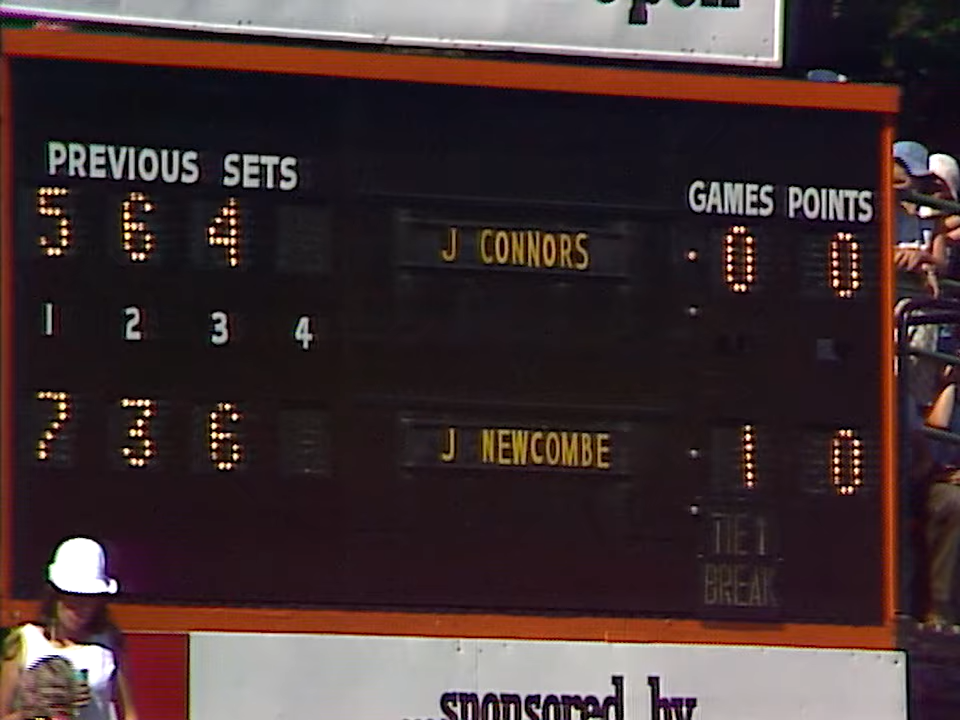 open
PREVIOUS SETS
GAMES POINTS
5 6 4 J CONNORS 0 0
1 2 3 4
7 3 6 J NEWCOMBE 1 0
TIE
BREAK
...sponsored by